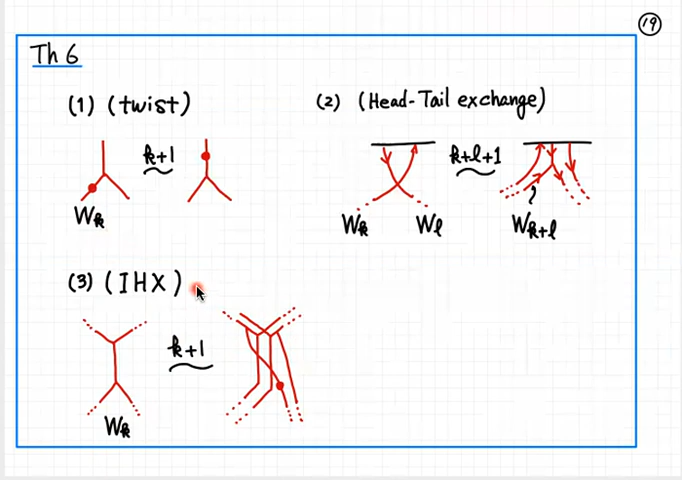 19
Th 6
(1) (twist)
(2) (Head-Tail exchange)
k+1
~
k+l+1
~
Wk
Wk
Wl
Wk+l
(3) (IHX)
k+1
~
Wk